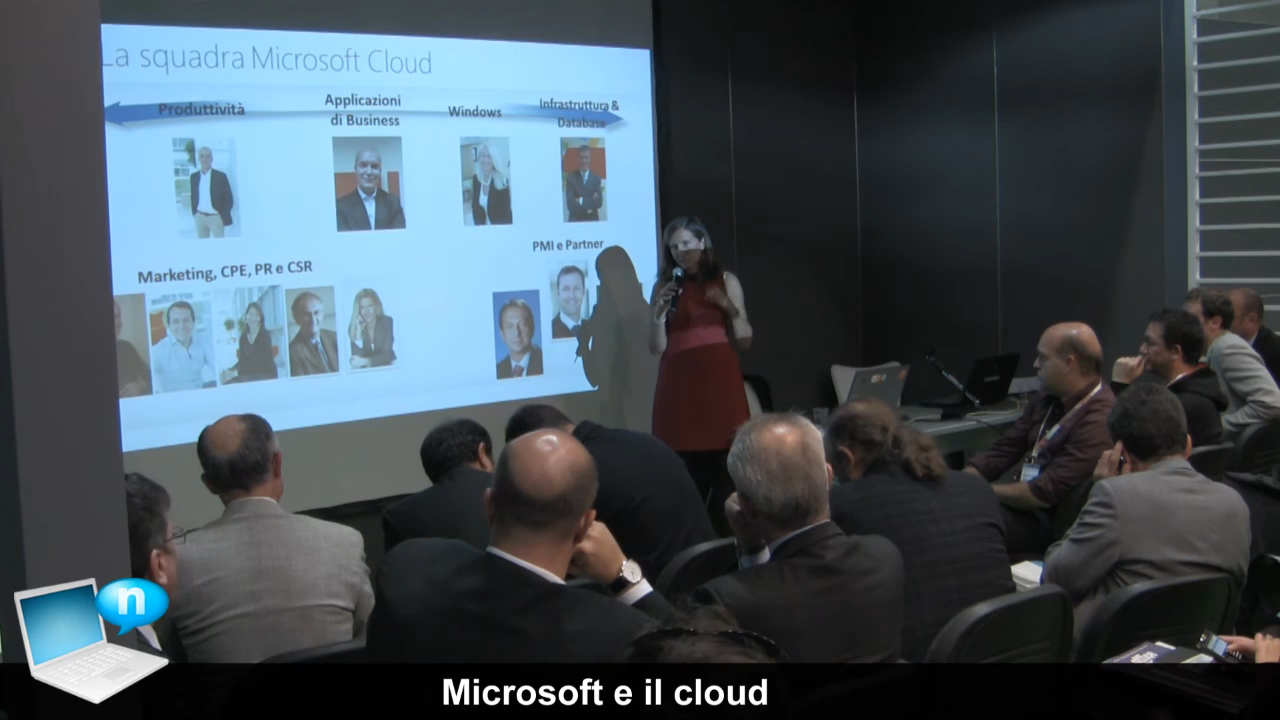 La squadra Microsoft Cloud
Produttività
Applicazioni
di Business
Windows
Infrastruttura &
Database
Marketing, CPE, PR e CSR
PMI e Partner
n
Microsoft e il cloud